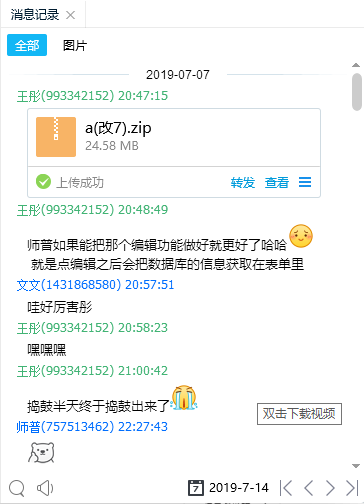 消息记录
全部 图片
2019-07-07
王彤(993342152) 20:47:15
a(改7).zip
24.58 MB
上传成功 转发 查看
王彤(993342152) 20:48:49
师普如果能把那个编辑功能做好就更好了哈哈
就是点编辑之后会把数据库的信息获取在表单里
文文(1431868580) 20:57:51
哇好厉害彤
王彤(993342152) 20:58:23
嘿嘿嘿
王彤(993342152) 21:00:42
捣鼓半天终于捣鼓出来了
双击下载视频
师普(757513462) 22:27:43
7 2019-7-14